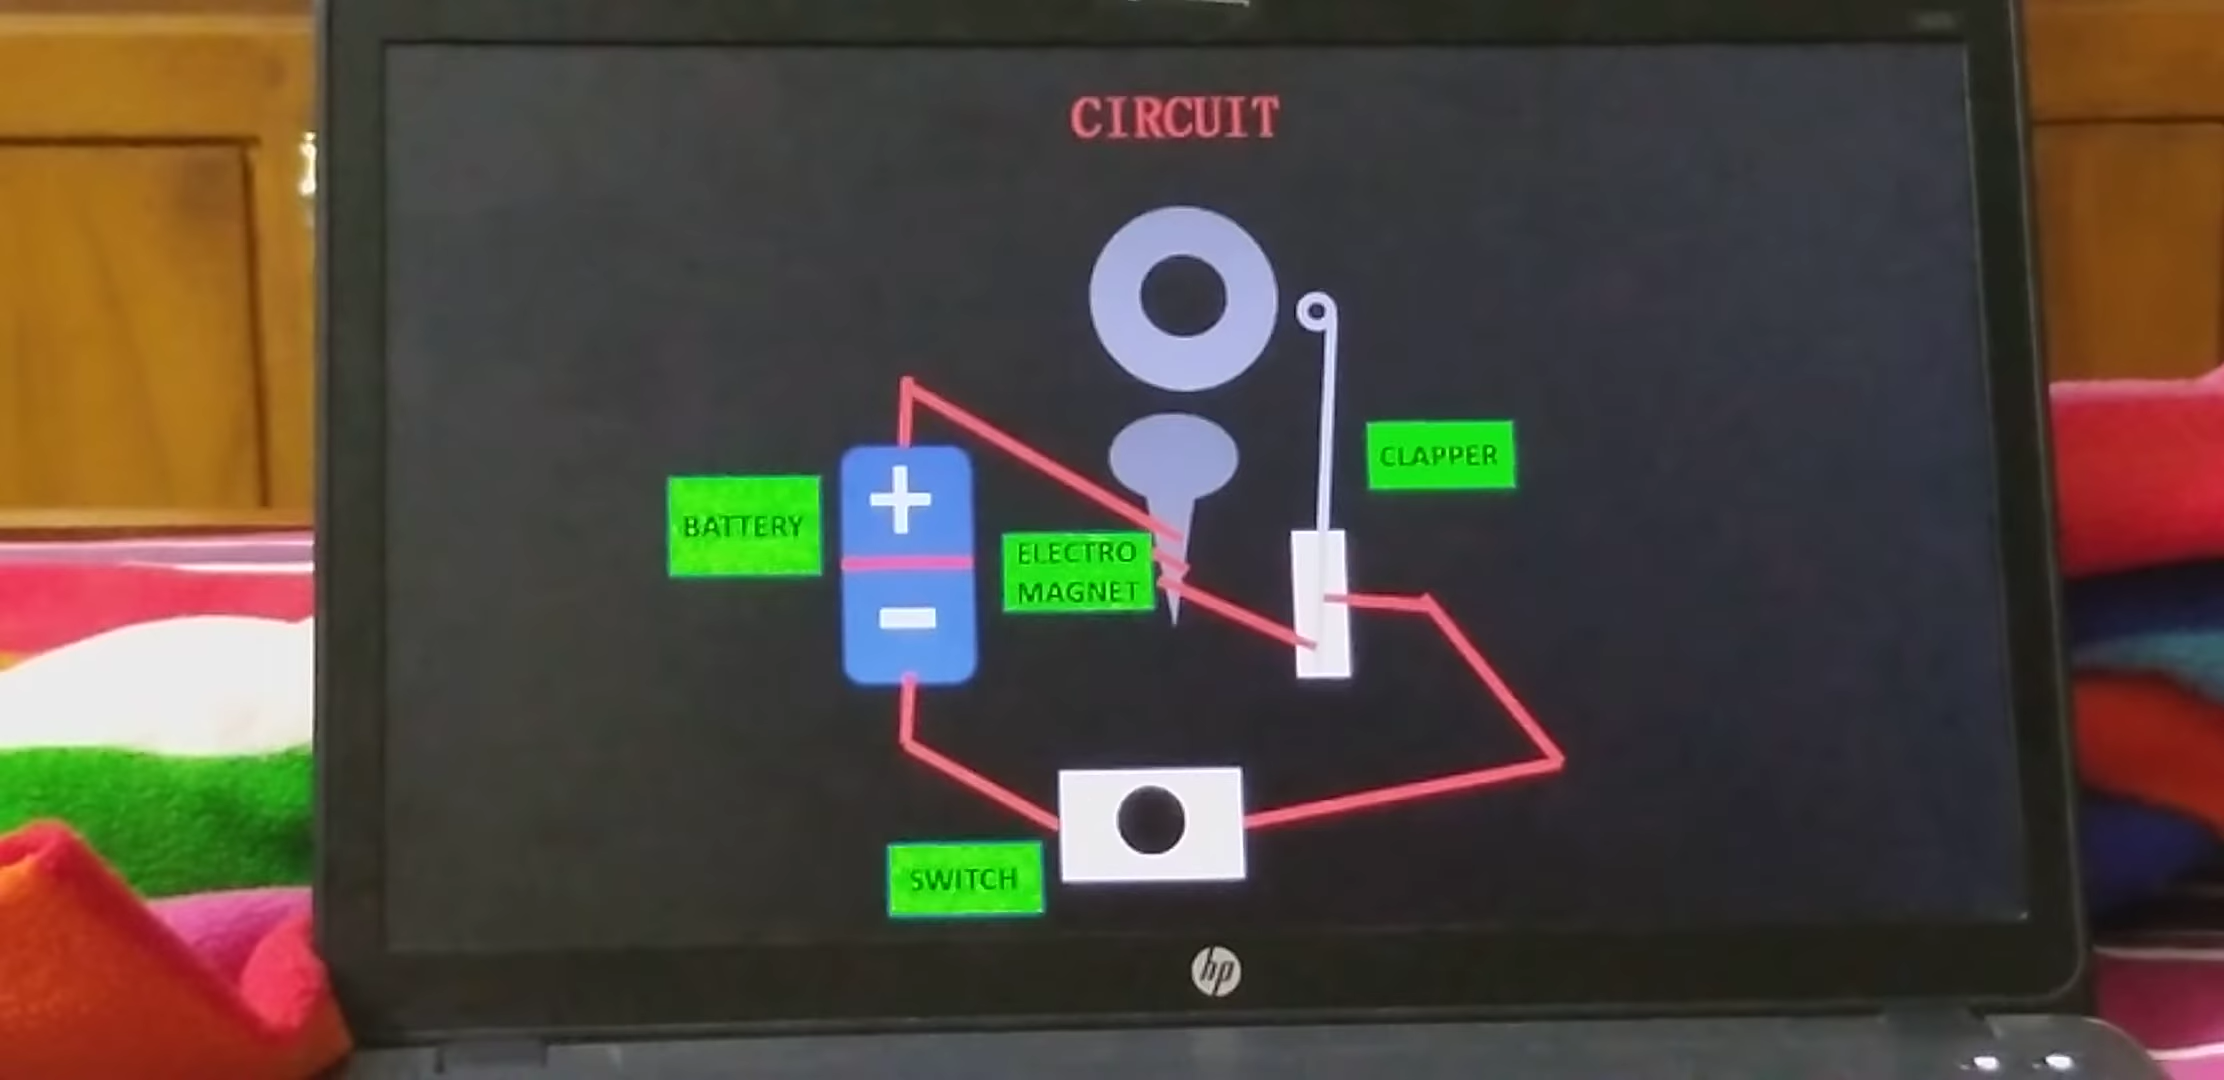 CIRCUIT
CLAPPER
BATTERY
ELECTRO
MAGNET
SWITCH
hp